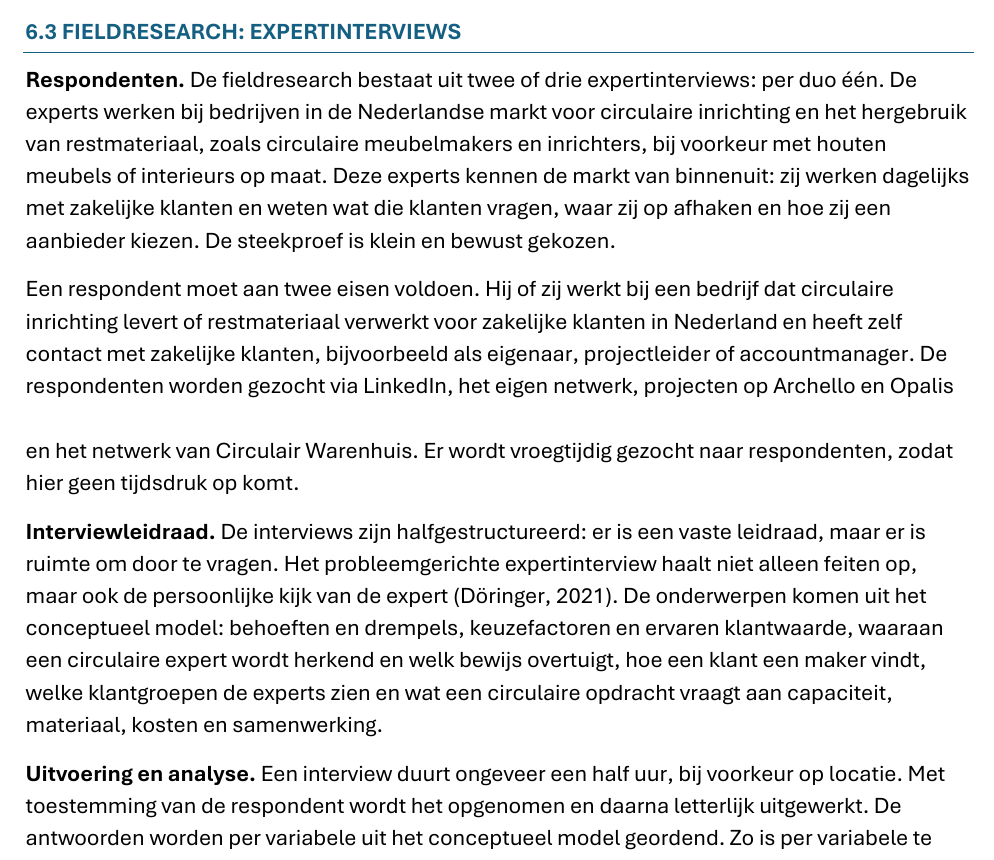 6.3 FIELDRESEARCH: EXPERTINTERVIEWS
Respondenten. De fieldresearch bestaat uit twee of drie expertinterviews: per duo één. De
experts werken bij bedrijven in de Nederlandse markt voor circulaire inrichting en het hergebruik
van restmateriaal, zoals circulaire meubelmakers en inrichters, bij voorkeur met houten
meubels of interieurs op maat. Deze experts kennen de markt van binnenuit: zij werken dagelijks
met zakelijke klanten en weten wat die klanten vragen, waar zij op afhaken en hoe zij een
aanbieder kiezen. De steekproef is klein en bewust gekozen.
Een respondent moet aan twee eisen voldoen. Hij of zij werkt bij een bedrijf dat circulaire
inrichting levert of restmateriaal verwerkt voor zakelijke klanten in Nederland en heeft zelf
contact met zakelijke klanten, bijvoorbeeld als eigenaar, projectleider of accountmanager. De
respondenten worden gezocht via LinkedIn, het eigen netwerk, projecten op Archello en Opalis
en het netwerk van Circulair Warenhuis. Er wordt vroegtijdig gezocht naar respondenten, zodat
hier geen tijdsdruk op komt.
Interviewleidraad. De interviews zijn halfgestructureerd: er is een vaste leidraad, maar er is
ruimte om door te vragen. Het probleemgerichte expertinterview haalt niet alleen feiten op,
maar ook de persoonlijke kijk van de expert (Döringer, 2021). De onderwerpen komen uit het
conceptueel model: behoeften en drempels, keuzefactoren en ervaren klantwaarde, waaraan
een circulaire expert wordt herkend en welk bewijs overtuigt, hoe een klant een maker vindt,
welke klantgroepen de experts zien en wat een circulaire opdracht vraagt aan capaciteit,
materiaal, kosten en samenwerking.
Uitvoering en analyse. Een interview duurt ongeveer een half uur, bij voorkeur op locatie. Met
toestemming van de respondent wordt het opgenomen en daarna letterlijk uitgewerkt. De
antwoorden worden per variabele uit het conceptueel model geordend. Zo is per variabele te